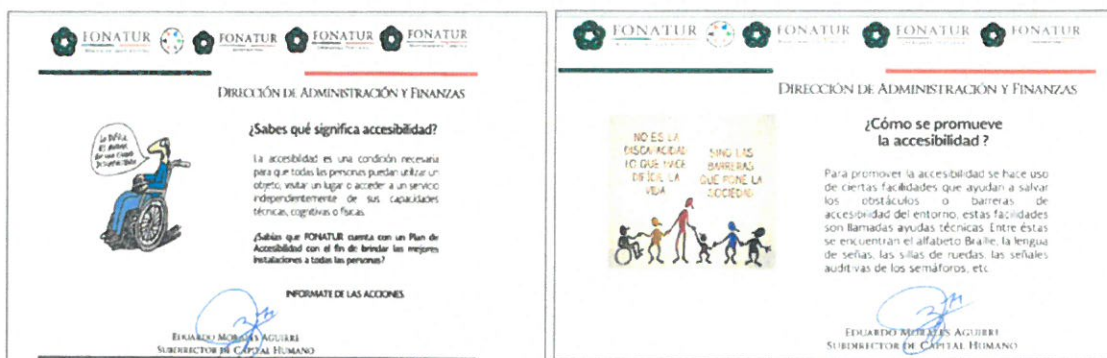 FONATUR
FONATUR
FONATUR
FONATUR
DIRECCIÓN DE ADMINISTRACIÓN Y FINANZAS
¿Sabes qué significa accesibilidad?
La accesibilidad es una condición necesaria
para que todas las personas puedan utilizar un
objeto, visitar un lugar o acceder a un servicio
independientemente de sus capacidades
técnicas, cognitivas o físicas.
¿Sabías que FONATUR cuenta con un Plan de
Accesibilidad con el fin de brindar las mejores
instalaciones a todas las personas?
INFORMATE DE LAS ACCIONES
EDUARDO MORALES AGUIRRE
SUBDIRECTOR DE CAPITAL HUMANO
FONATUR
FONATUR
FONATUR
FONATUR
DIRECCIÓN DE ADMINISTRACIÓN Y FINANZAS
NO ES LA
DISCAPACIDAD
LO QUE HACE
DIFÍCIL LA
VIDA
SINO LAS
BARRERAS
QUE PONE LA
SOCIEDAD
¿Cómo se promueve
la accesibilidad ?
Para promover la accesibilidad se hace uso
de ciertas facilidades que ayudan a salvar
los obstáculos o barreras de
accesibilidad del entorno, estas facilidades
son llamadas ayudas técnicas. Entre éstas
se encuentran el alfabeto Braille, la lengua
de señas, las sillas de ruedas, las señales
auditivas de los semáforos, etc.
EDUARDO MORALES AGUIRRE
SUBDIRECTOR DE CAPITAL HUMANO